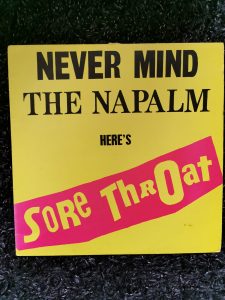 NEVER MIND
THE NAPALM
HERE'S
SORe THROat